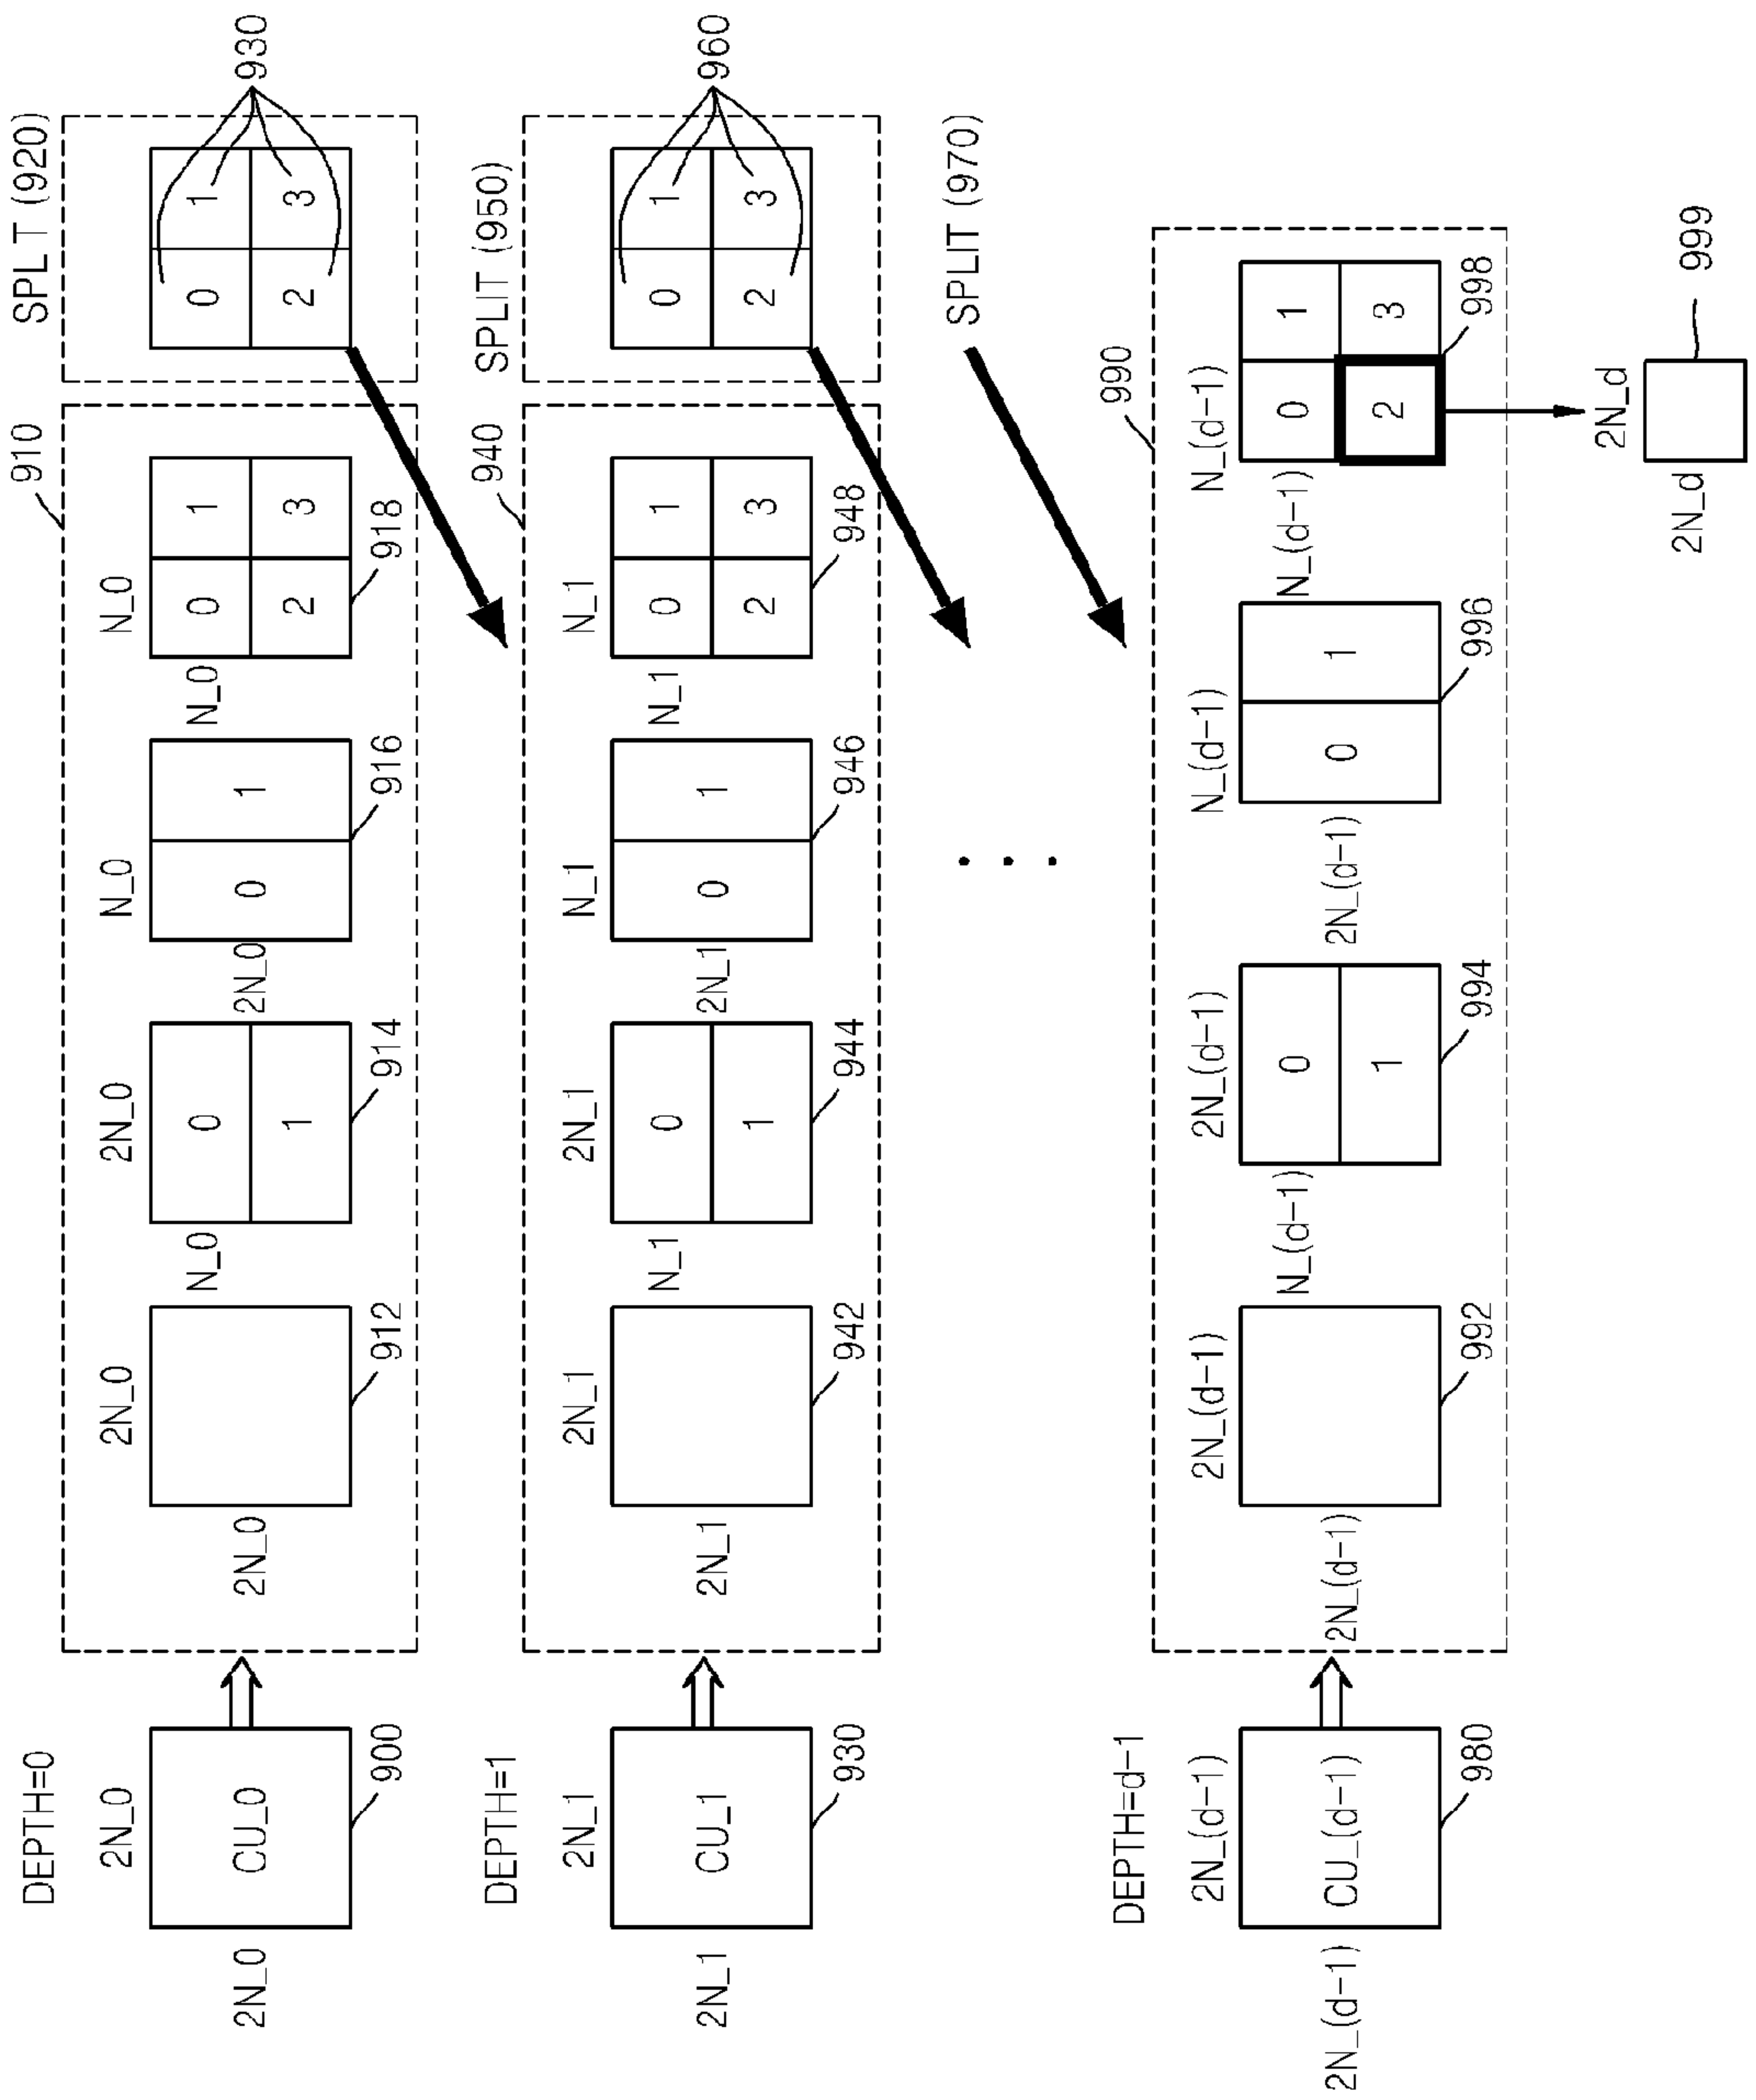 DEPTH=0
910
SPL T (920)
2N_0
2N_0
2N_0
N_0
N_0
930
2N_0
CU_0
900
2N_0
912
N_0
0
1
914
2N_0
0
1
916
N_0
0
1
2
3
918
0
1
2
3
DEPTH=1
940
SPLIT (950)
2N_1
2N_1
2N_1
N_1
N_1
960
2N_1
CU_1
930
2N_1
942
N_1
0
1
944
2N_1
0
1
946
N_1
0
1
2
3
948
0
1
2
3
SPLIT (970)
DEPTH=d-1
990
2N_(d-1)
2N_(d-1)
2N_(d-1)
N_(d-1)
N_(d-1)
2N_(d-1)
CU_(d-1)
980
2N_(d-1)
992
N_(d-1)
0
1
994
2N_(d-1)
0
1
996
N_(d-1)
0
1
2
3
998
2N_d
2N_d
999